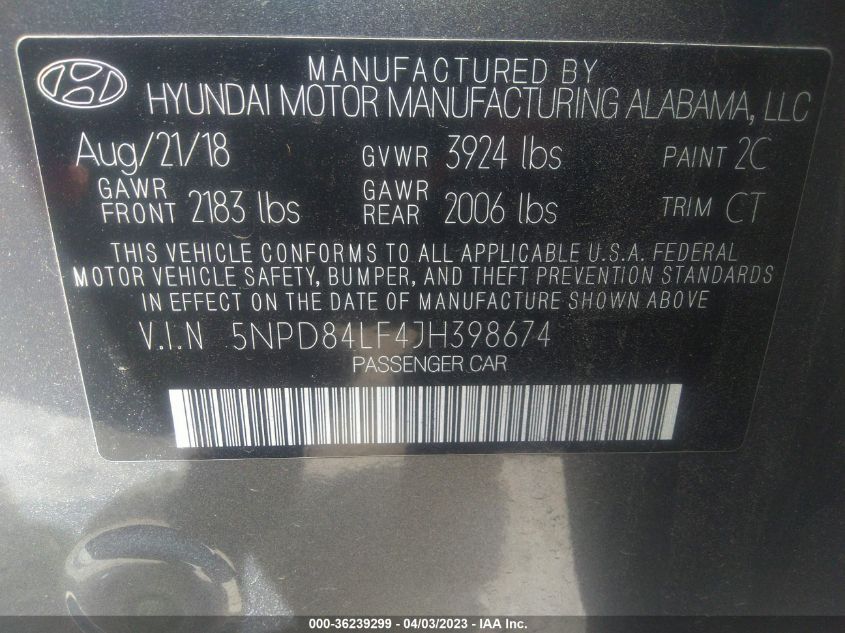 MANUFACTURED BY
HYUNDAI MOTOR MANUFACTURING ALABAMA, LLC
Aug/21/18 GVWR 3924 lbs PAINT 2C
GAWR FRONT 2183 lbs GAWR REAR 2006 lbs TRIM CT
THIS VEHICLE CONFORMS TO ALL APPLICABLE U.S.A. FEDERAL
MOTOR VEHICLE SAFETY, BUMPER, AND THEFT PREVENTION STANDARDS
IN EFFECT ON THE DATE OF MANUFACTURE SHOWN ABOVE.
V.I.N 5NPD84LF4JH398674
PASSENGER CAR
000-36239299 - 04/03/2023 - IAA Inc.